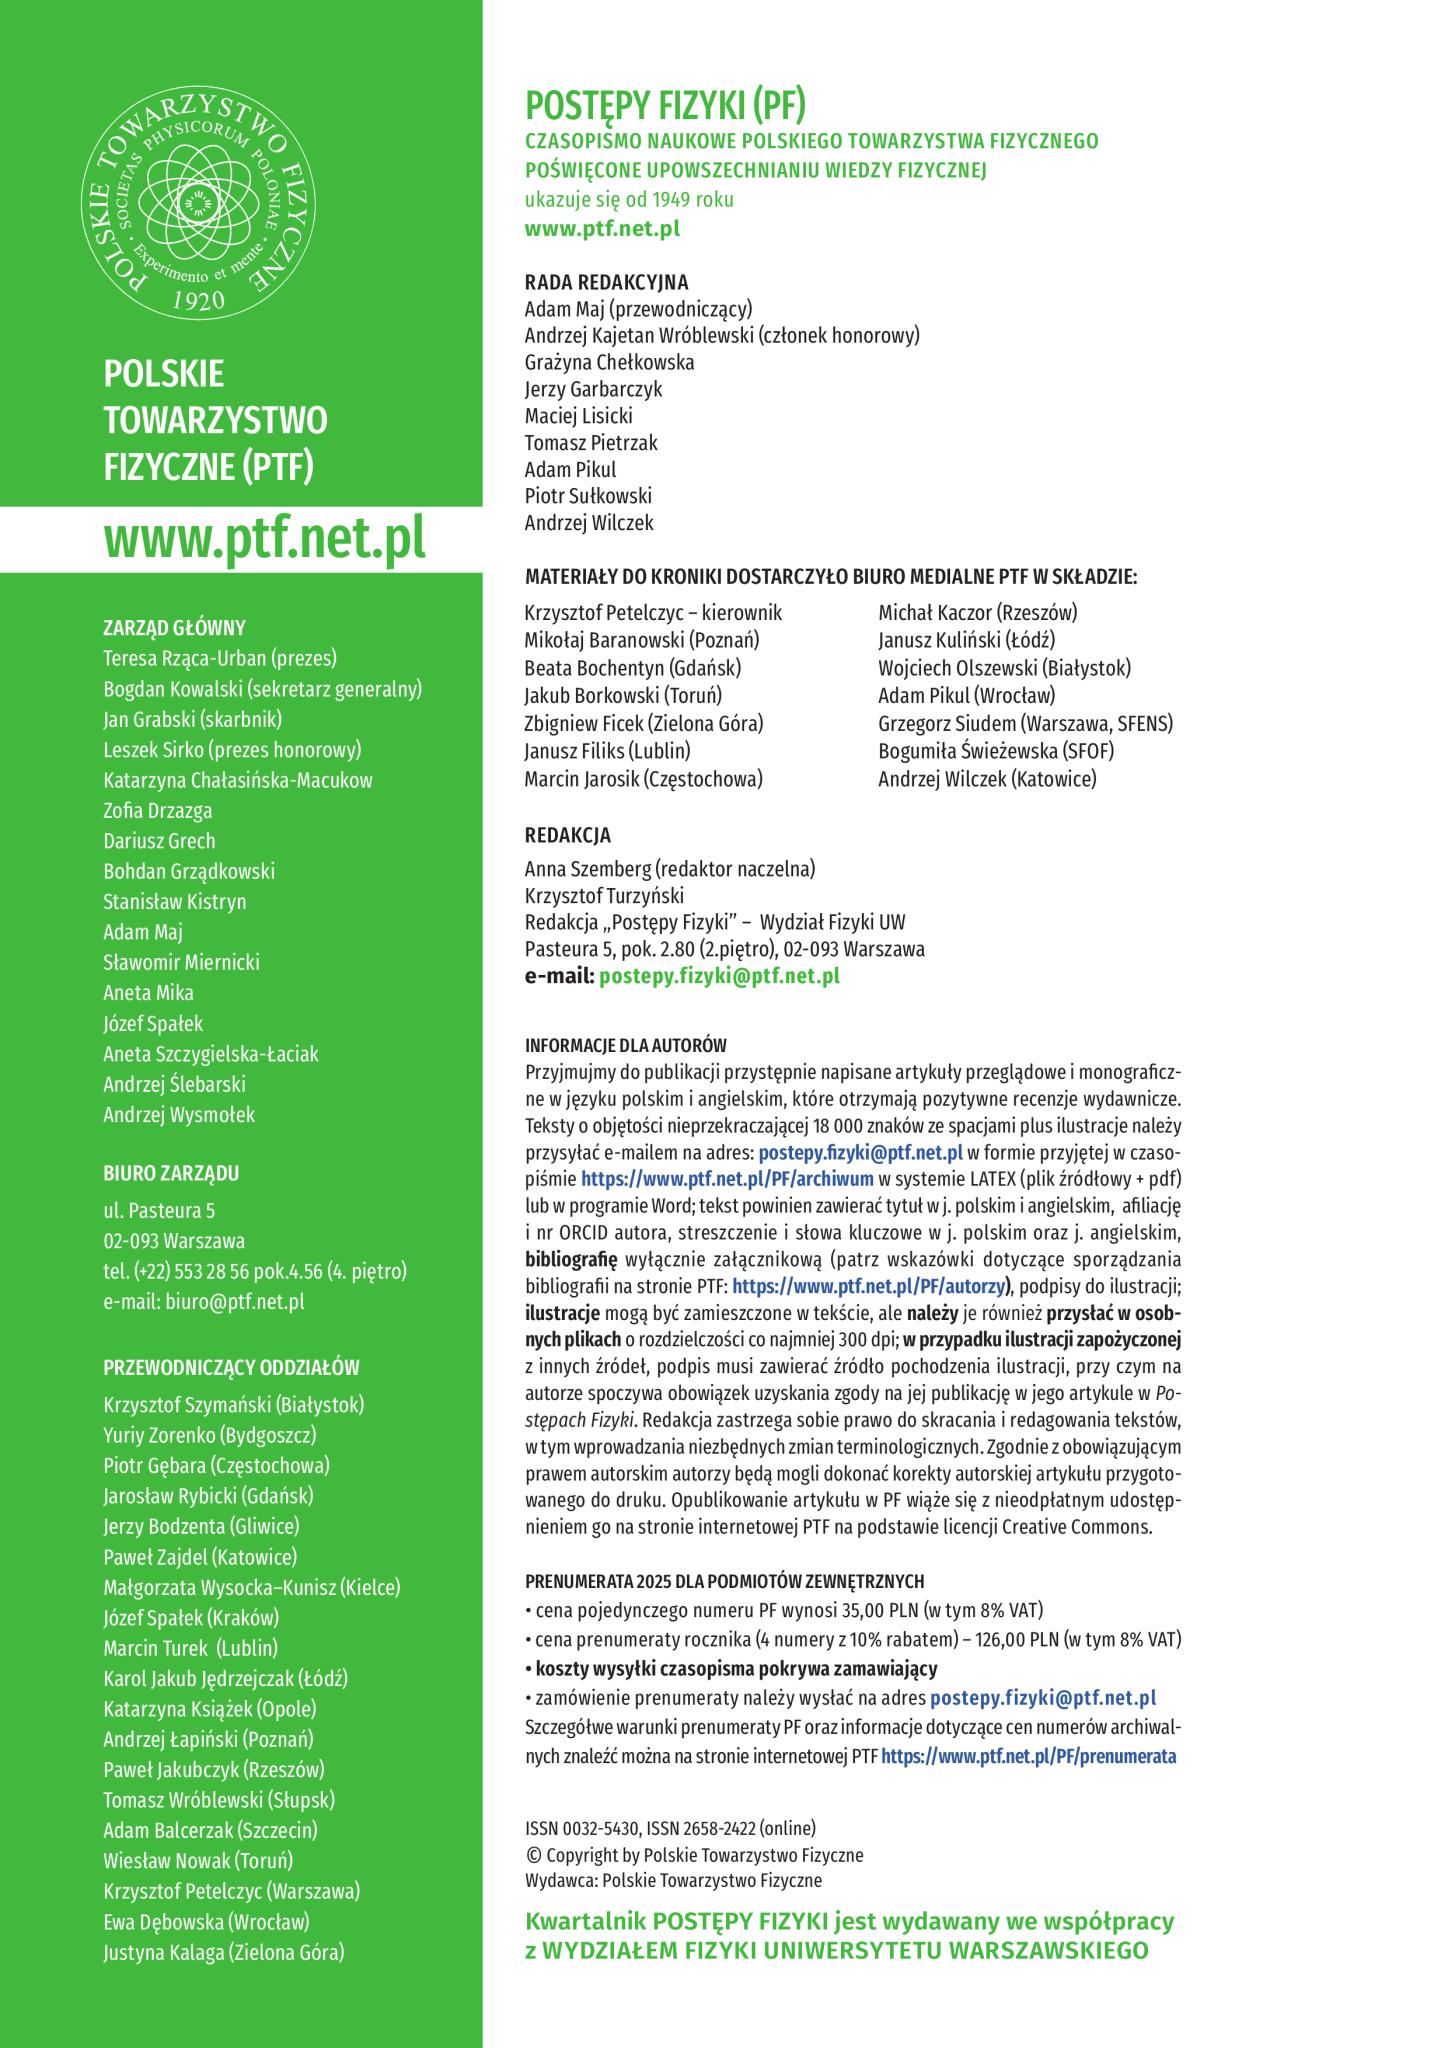 POLSKIE TOWARZYSTWO FIZYCZNE
SOCIETAS PHYSICORUM POLONIAE
• Experimento et mente •
1920
POLSKIE
TOWARZYSTWO
FIZYCZNE (PTF)
www.ptf.net.pl
ZARZĄD GŁÓWNY
Teresa Rząca-Urban (prezes)
Bogdan Kowalski (sekretarz generalny)
Jan Grabski (skarbnik)
Leszek Sirko (prezes honorowy)
Katarzyna Chałasińska-Macukow
Zofia Drzazga
Dariusz Grech
Bohdan Grządkowski
Stanisław Kistryn
Adam Maj
Sławomir Miernicki
Aneta Mika
Józef Spałek
Aneta Szczygielska-Łaciak
Andrzej Ślebarski
Andrzej Wysmołek
BIURO ZARZĄDU
ul. Pasteura 5
02-093 Warszawa
tel. (+22) 553 28 56 pok.4.56 (4. piętro)
e-mail: biuro@ptf.net.pl
PRZEWODNICZĄCY ODDZIAŁÓW
Krzysztof Szymański (Białystok)
Yuriy Zorenko (Bydgoszcz)
Piotr Gębara (Częstochowa)
Jarosław Rybicki (Gdańsk)
Jerzy Bodzenta (Gliwice)
Paweł Zajdel (Katowice)
Małgorzata Wysocka–Kunisz (Kielce)
Józef Spałek (Kraków)
Marcin Turek (Lublin)
Karol Jakub Jędrzejczak (Łódź)
Katarzyna Książek (Opole)
Andrzej Łapiński (Poznań)
Paweł Jakubczyk (Rzeszów)
Tomasz Wróblewski (Słupsk)
Adam Balcerzak (Szczecin)
Wiesław Nowak (Toruń)
Krzysztof Petelczyc (Warszawa)
Ewa Dębowska (Wrocław)
Justyna Kalaga (Zielona Góra)
POSTĘPY FIZYKI (PF)
CZASOPISMO NAUKOWE POLSKIEGO TOWARZYSTWA FIZYCZNEGO
POŚWIĘCONE UPOWSZECHNIANIU WIEDZY FIZYCZNEJ
ukazuje się od 1949 roku
www.ptf.net.pl
RADA REDAKCYJNA
Adam Maj (przewodniczący)
Andrzej Kajetan Wróblewski (członek honorowy)
Grażyna Chełkowska
Jerzy Garbarczyk
Maciej Lisicki
Tomasz Pietrzak
Adam Pikul
Piotr Sułkowski
Andrzej Wilczek
MATERIAŁY DO KRONIKI DOSTARCZYŁO BIURO MEDIALNE PTF W SKŁADZIE:
Krzysztof Petelczyc – kierownik
Mikołaj Baranowski (Poznań)
Beata Bochentyn (Gdańsk)
Jakub Borkowski (Toruń)
Zbigniew Ficek (Zielona Góra)
Janusz Filiks (Lublin)
Marcin Jarosik (Częstochowa)
Michał Kaczor (Rzeszów)
Janusz Kuliński (Łódź)
Wojciech Olszewski (Białystok)
Adam Pikul (Wrocław)
Grzegorz Siudem (Warszawa, SFENS)
Bogumiła Świeżewska (SFOF)
Andrzej Wilczek (Katowice)
REDAKCJA
Anna Szemberg (redaktor naczelna)
Krzysztof Turzyński
Redakcja „Postępy Fizyki” – Wydział Fizyki UW
Pasteura 5, pok. 2.80 (2.piętro), 02-093 Warszawa
e-mail: postepy.fizyki@ptf.net.pl
INFORMACJE DLA AUTORÓW
Przyjmujmy do publikacji przystępnie napisane artykuły przeglądowe i monograficz-
ne w języku polskim i angielskim, które otrzymają pozytywne recenzje wydawnicze.
Teksty o objętości nieprzekraczającej 18 000 znaków ze spacjami plus ilustracje należy
przysyłać e-mailem na adres: postepy.fizyki@ptf.net.pl w formie przyjętej w czaso-
piśmie https://www.ptf.net.pl/PF/archiwum w systemie LATEX (plik źródłowy + pdf)
lub w programie Word; tekst powinien zawierać tytuł w j. polskim i angielskim, afiliację
i nr ORCID autora, streszczenie i słowa kluczowe w j. polskim oraz j. angielskim,
bibliografię wyłącznie załącznikową (patrz wskazówki dotyczące sporządzania
bibliografii na stronie PTF: https://www.ptf.net.pl/PF/autorzy), podpisy do ilustracji;
ilustracje mogą być zamieszczone w tekście, ale należy je również przysłać w osob-
nych plikach o rozdzielczości co najmniej 300 dpi; w przypadku ilustracji zapożyczonej
z innych źródeł, podpis musi zawierać źródło pochodzenia ilustracji, przy czym na
autorze spoczywa obowiązek uzyskania zgody na jej publikację w jego artykule w Po-
stępach Fizyki. Redakcja zastrzega sobie prawo do skracania i redagowania tekstów,
w tym wprowadzania niezbędnych zmian terminologicznych. Zgodnie z obowiązującym
prawem autorskim autorzy będą mogli dokonać korekty autorskiej artykułu przygoto-
wanego do druku. Opublikowanie artykułu w PF wiąże się z nieodpłatnym udostęp-
nieniem go na stronie internetowej PTF na podstawie licencji Creative Commons.
PRENUMERATA 2025 DLA PODMIOTÓW ZEWNĘTRZNYCH
• cena pojedynczego numeru PF wynosi 35,00 PLN (w tym 8% VAT)
• cena prenumeraty rocznika (4 numery z 10% rabatem) – 126,00 PLN (w tym 8% VAT)
• koszty wysyłki czasopisma pokrywa zamawiający
• zamówienie prenumeraty należy wysłać na adres postepy.fizyki@ptf.net.pl
Szczegółwe warunki prenumeraty PF oraz informacje dotyczące cen numerów archiwal-
nych znaleźć można na stronie internetowej PTF https://www.ptf.net.pl/PF/prenumerata
ISSN 0032-5430, ISSN 2658-2422 (online)
© Copyright by Polskie Towarzystwo Fizyczne
Wydawca: Polskie Towarzystwo Fizyczne
Kwartalnik POSTĘPY FIZYKI jest wydawany we współpracy
z WYDZIAŁEM FIZYKI UNIWERSYTETU WARSZAWSKIEGO